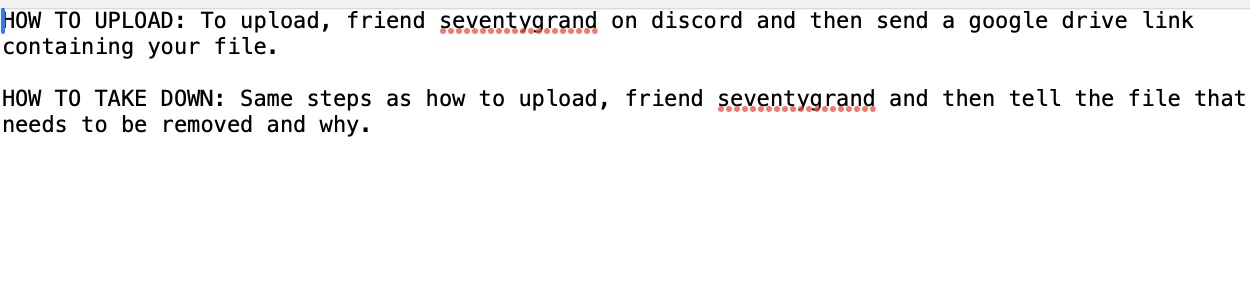 HOW TO UPLOAD: To upload, friend seventygrand on discord and then send a google drive link
containing your file.
HOW TO TAKE DOWN: Same steps as how to upload, friend seventygrand and then tell the file that
needs to be removed and why.